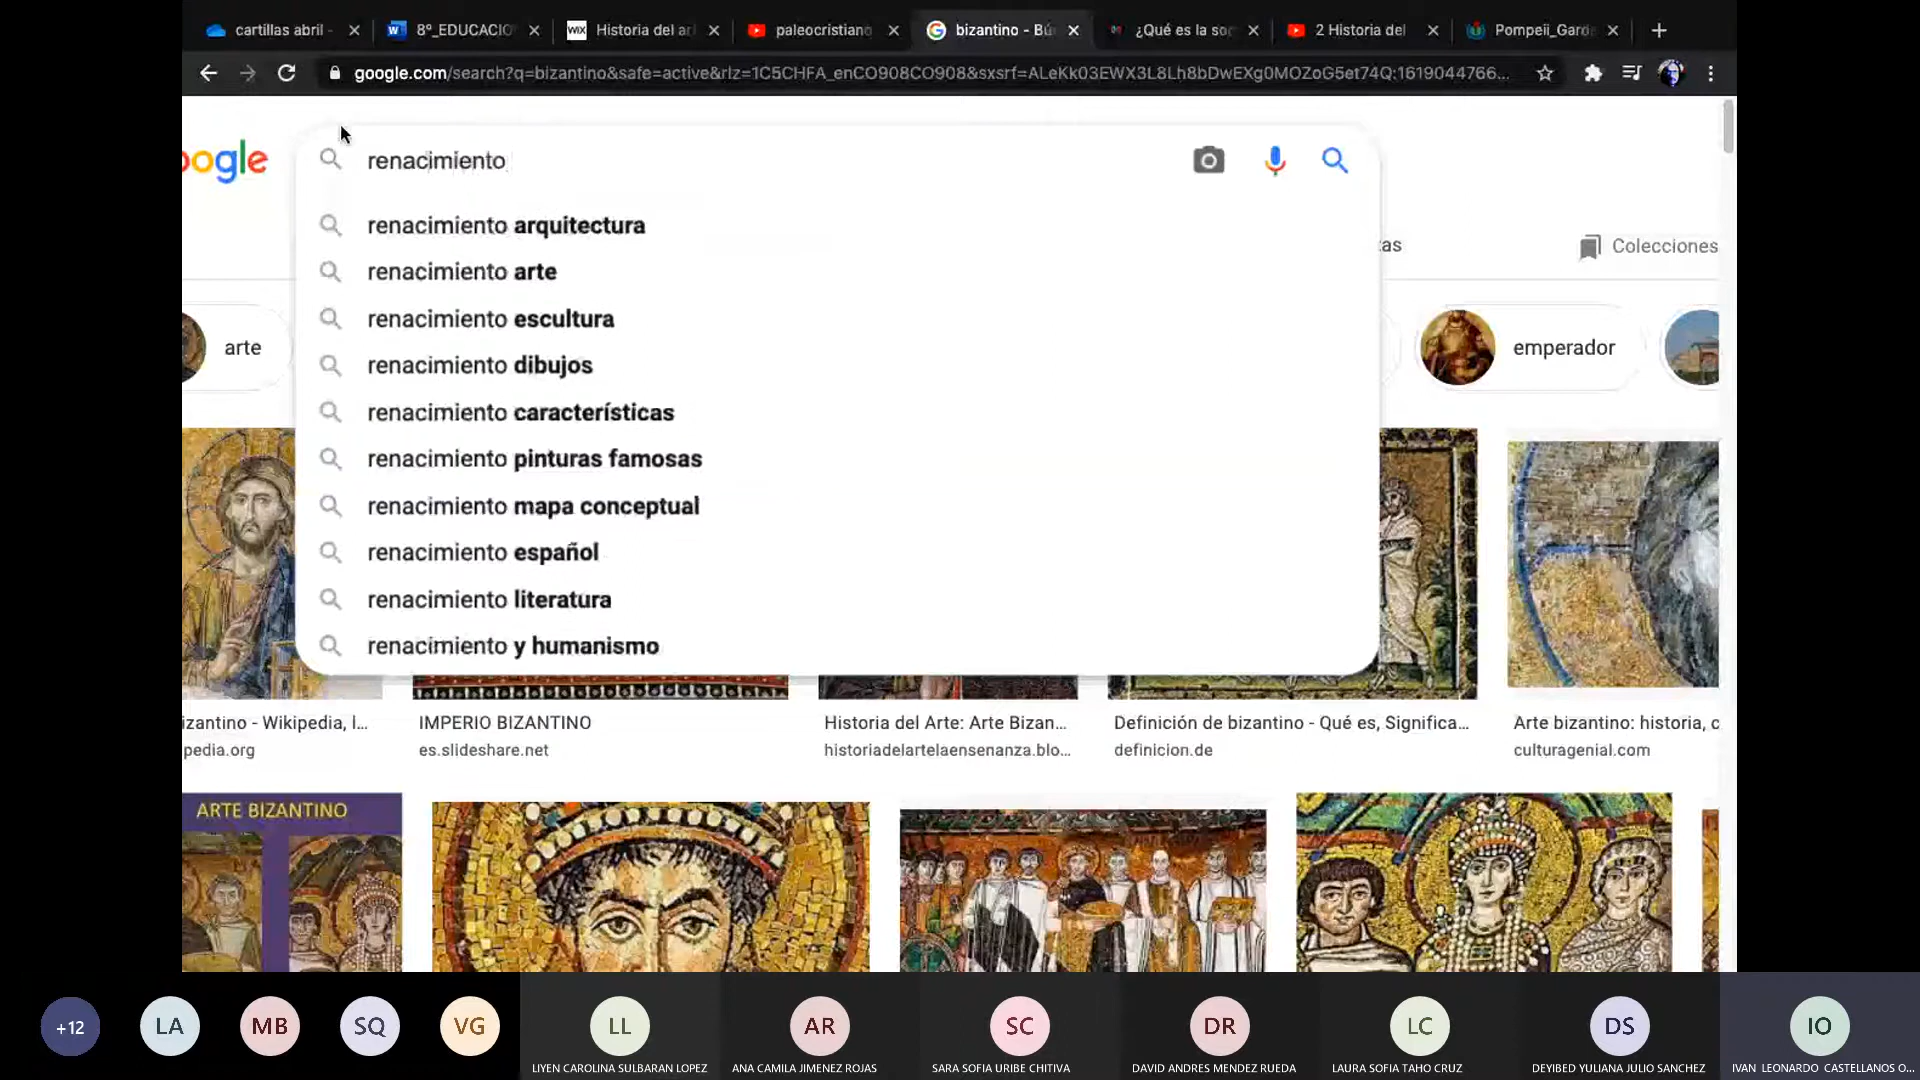 cartillas abril -
8º_EDUCACIO
WIX Historia del ar
paleocristiano
bizantino - Bú
¿Qué es la so
2 Historia del
Pompeii_Gard
google.com/search?q=bizantino&safe=active&rlz=1C5CHFA_enCO908CO908&sxsrf=ALeKk03EWX3L8Lh8bDwEXg0MOZoG5et74Q:1619044766...
oogle
renacimiento
renacimiento arquitectura
renacimiento arte
renacimiento escultura
renacimiento dibujos
renacimiento características
renacimiento pinturas famosas
renacimiento mapa conceptual
renacimiento español
renacimiento literatura
renacimiento y humanismo
tas
Colecciones
arte
emperador
izantino - Wikipedia, l...
pedia.org
IMPERIO BIZANTINO
es.slideshare.net
Historia del Arte: Arte Bizan...
historiadelartelaensenanza.blo...
Definición de bizantino - Qué es, Significa...
definicion.de
Arte bizantino: historia, c
culturagenial.com
ARTE BIZANTINO
+12
LA
MB
SQ
VG
LL
AR
SC
DR
LC
DS
IO
LIYEN CAROLINA SULBARAN LOPEZ
ANA CAMILA JIMENEZ ROJAS
SARA SOFIA URIBE CHITIVA
DAVID ANDRES MENDEZ RUEDA
LAURA SOFIA TAHO CRUZ
DEYIBED YULIANA JULIO SANCHEZ
IVAN LEONARDO CASTELLANOS O...